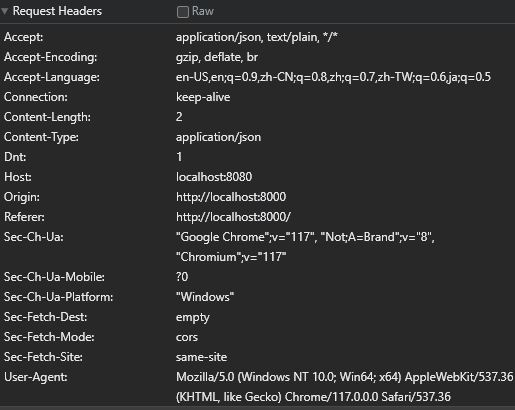 Request Headers Raw
Accept: application/json, text/plain, */*
Accept-Encoding: gzip, deflate, br
Accept-Language: en-US,en;q=0.9,zh-CN;q=0.8,zh;q=0.7,zh-TW;q=0.6,ja;q=0.5
Connection: keep-alive
Content-Length: 2
Content-Type: application/json
Dnt: 1
Host: localhost:8080
Origin: http://localhost:8000
Referer: http://localhost:8000/
Sec-Ch-Ua: "Google Chrome";v="117", "Not;A=Brand";v="8",
"Chromium";v="117"
Sec-Ch-Ua-Mobile: ?0
Sec-Ch-Ua-Platform: "Windows"
Sec-Fetch-Dest: empty
Sec-Fetch-Mode: cors
Sec-Fetch-Site: same-site
User-Agent: Mozilla/5.0 (Windows NT 10.0; Win64; x64) AppleWebKit/537.36
(KHTML, like Gecko) Chrome/117.0.0.0 Safari/537.36